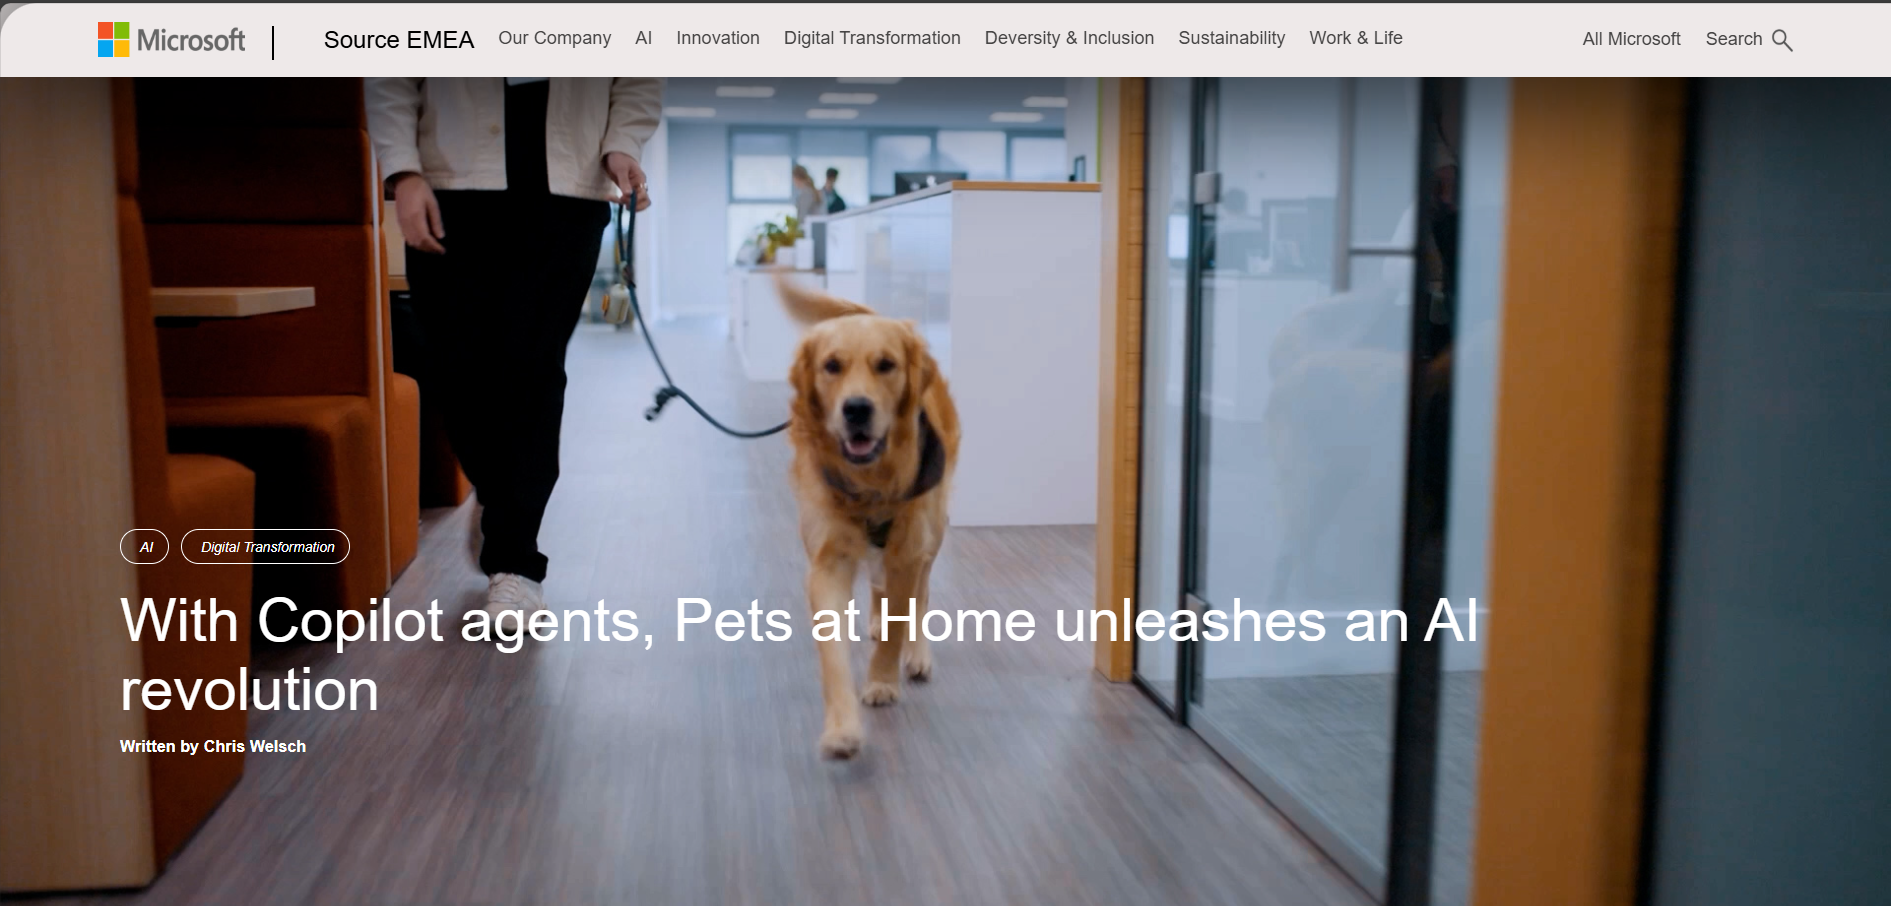 Microsoft
Source EMEA
Our Company
AI
Innovation
Digital Transformation
Deversity & Inclusion
Sustainability
Work & Life
All Microsoft
Search
AI
Digital Transformation
With Copilot agents, Pets at Home unleashes an AI
revolution
Written by Chris Welsch